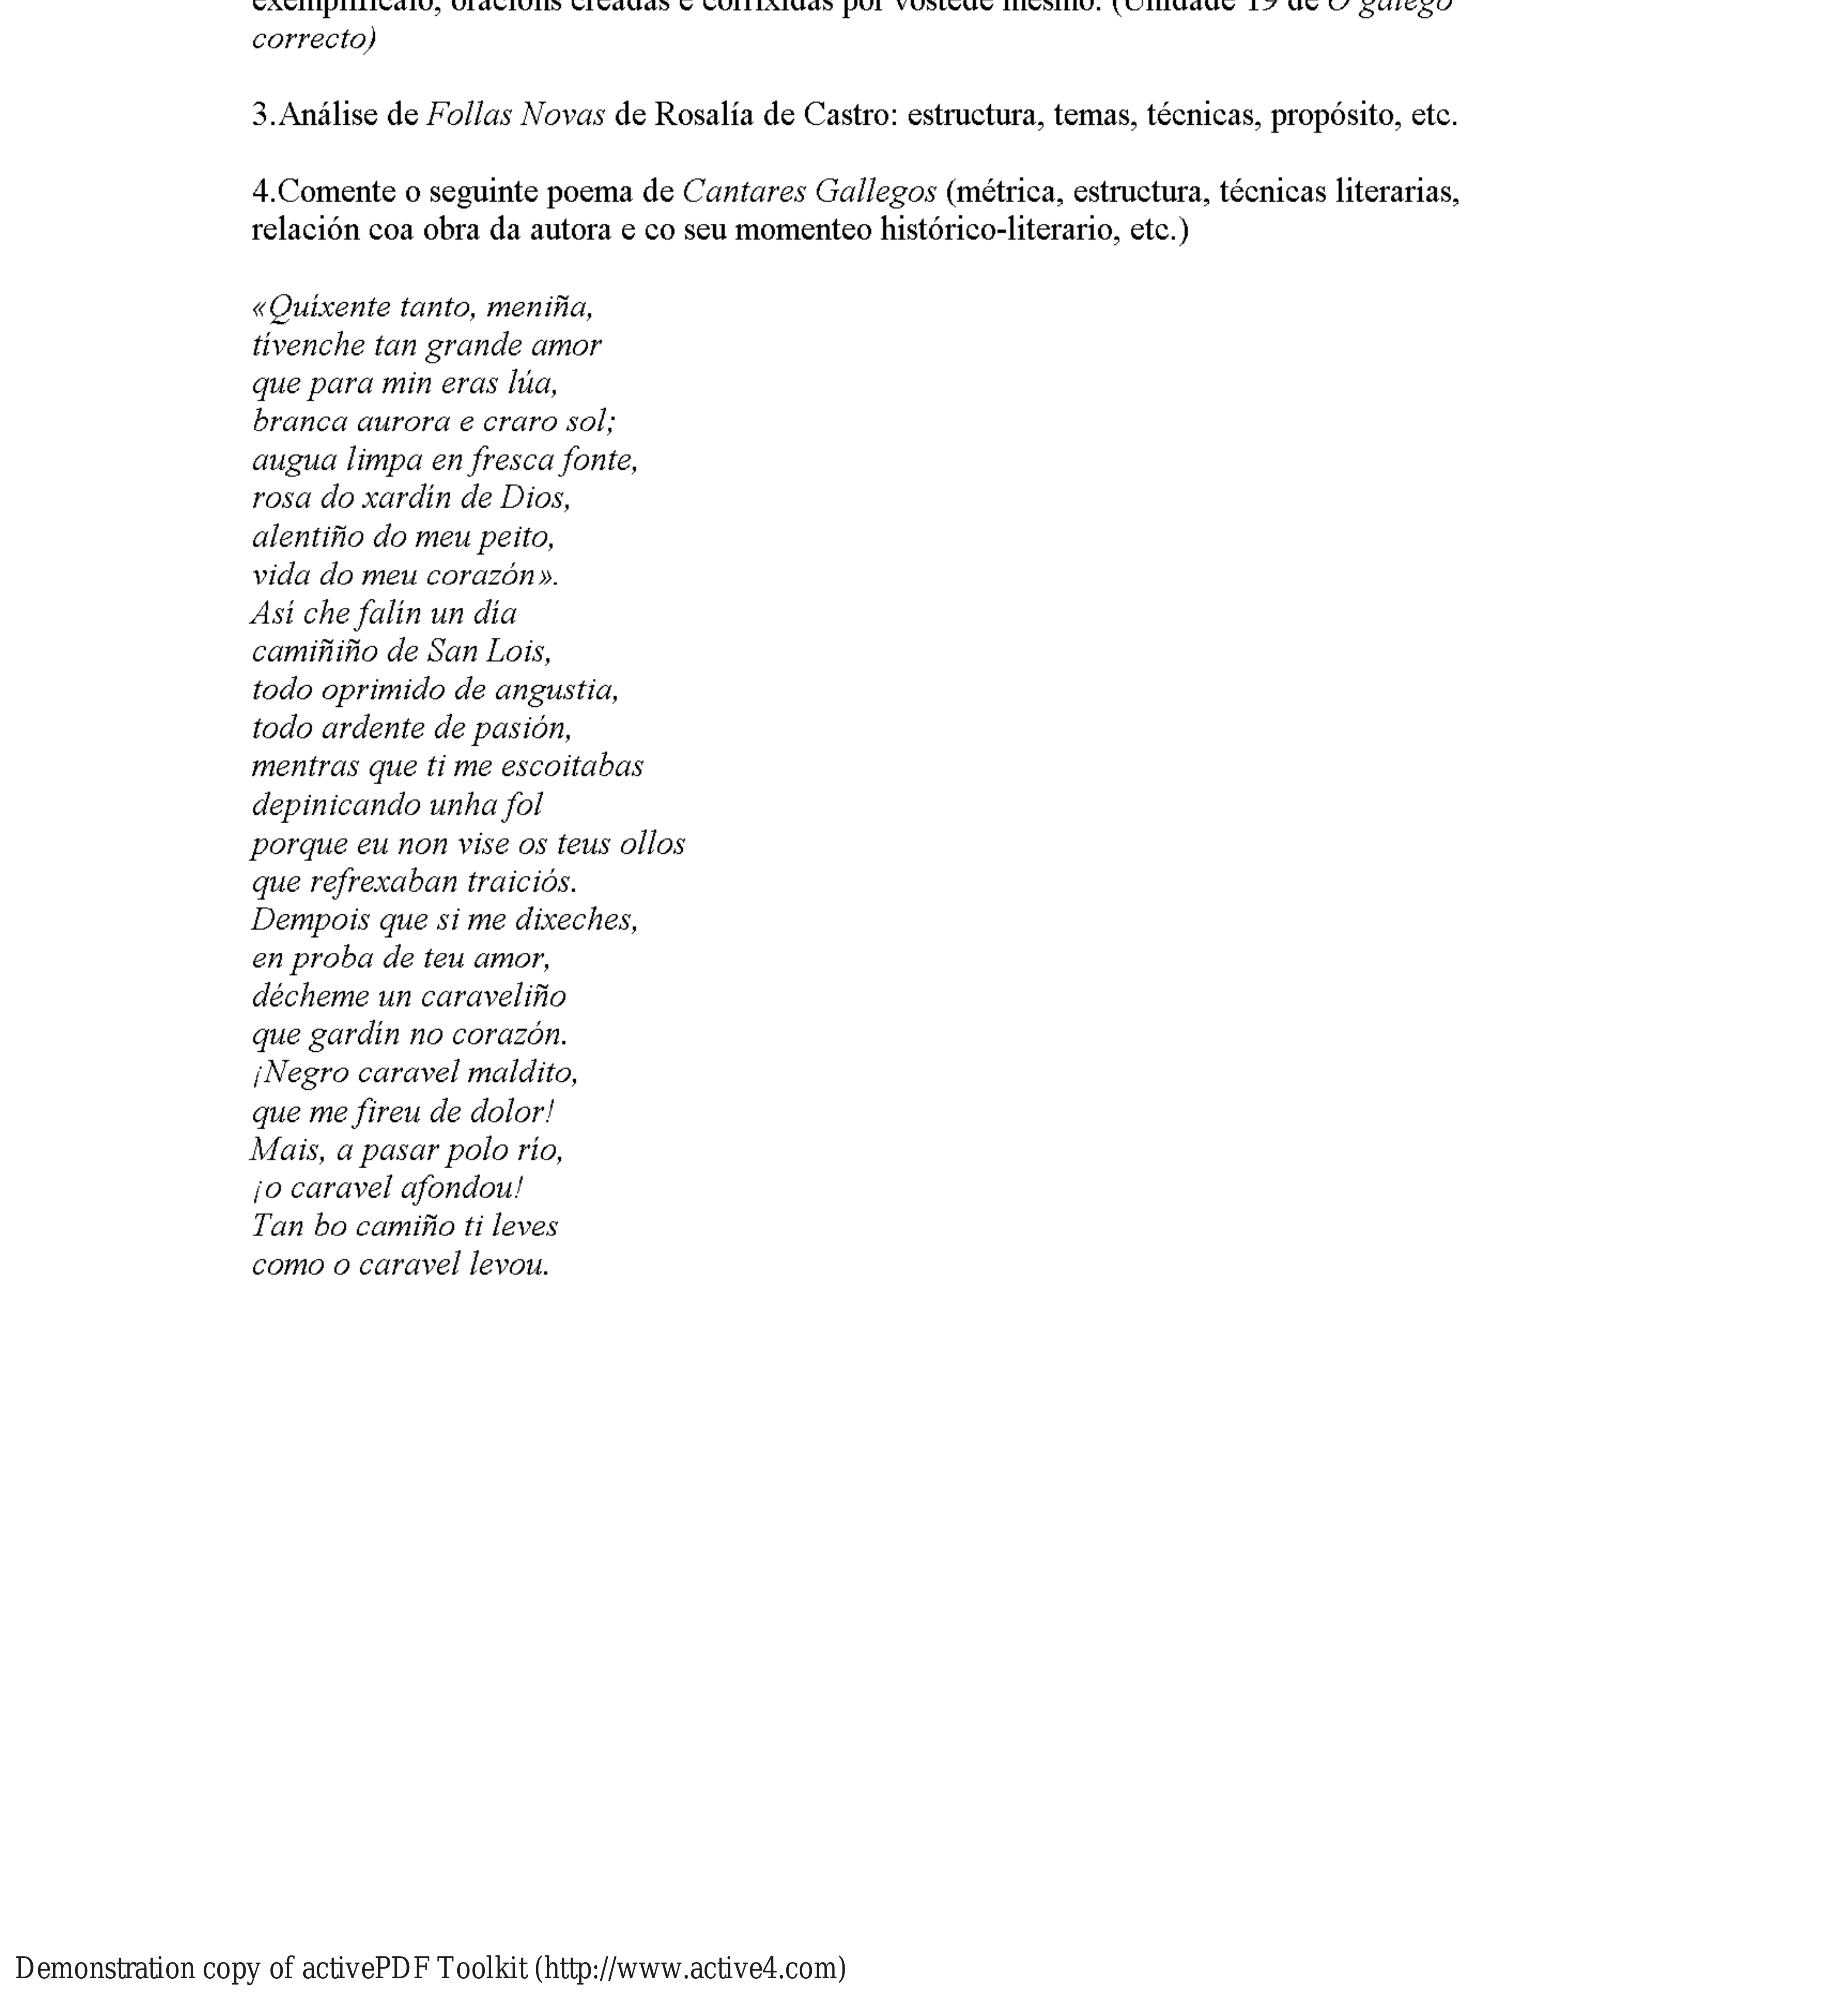 exemplificalo, oracións creadas e corrixidas por vostede mesmo. (Unidade 19 de O galego
correcto)
3.Análise de Follas Novas de Rosalía de Castro: estructura, temas, técnicas, propósito, etc.
4.Comente o seguinte poema de Cantares Gallegos (métrica, estructura, técnicas literarias,
relación coa obra da autora e co seu momenteo histórico-literario, etc.)
«Quíxente tanto, meniña,
tívenche tan grande amor
que para min eras lúa,
branca aurora e craro sol;
augua limpa en fresca fonte,
rosa do xardín de Dios,
alentiño do meu peito,
vida do meu corazón».
Así che falín un día
camiñiño de San Lois,
todo oprimido de angustia,
todo ardente de pasión,
mentras que ti me escoitabas
depinicando unha fol
porque eu non vise os teus ollos
que refrexaban traiciós.
Dempois que si me dixeches,
en proba de teu amor,
décheme un caraveliño
que gardín no corazón.
¡Negro caravel maldito,
que me fireu de dolor!
Mais, a pasar polo río,
¡o caravel afondou!
Tan bo camiño ti leves
como o caravel levou.
Demonstration copy of activePDF Toolkit (http://www.active4.com)